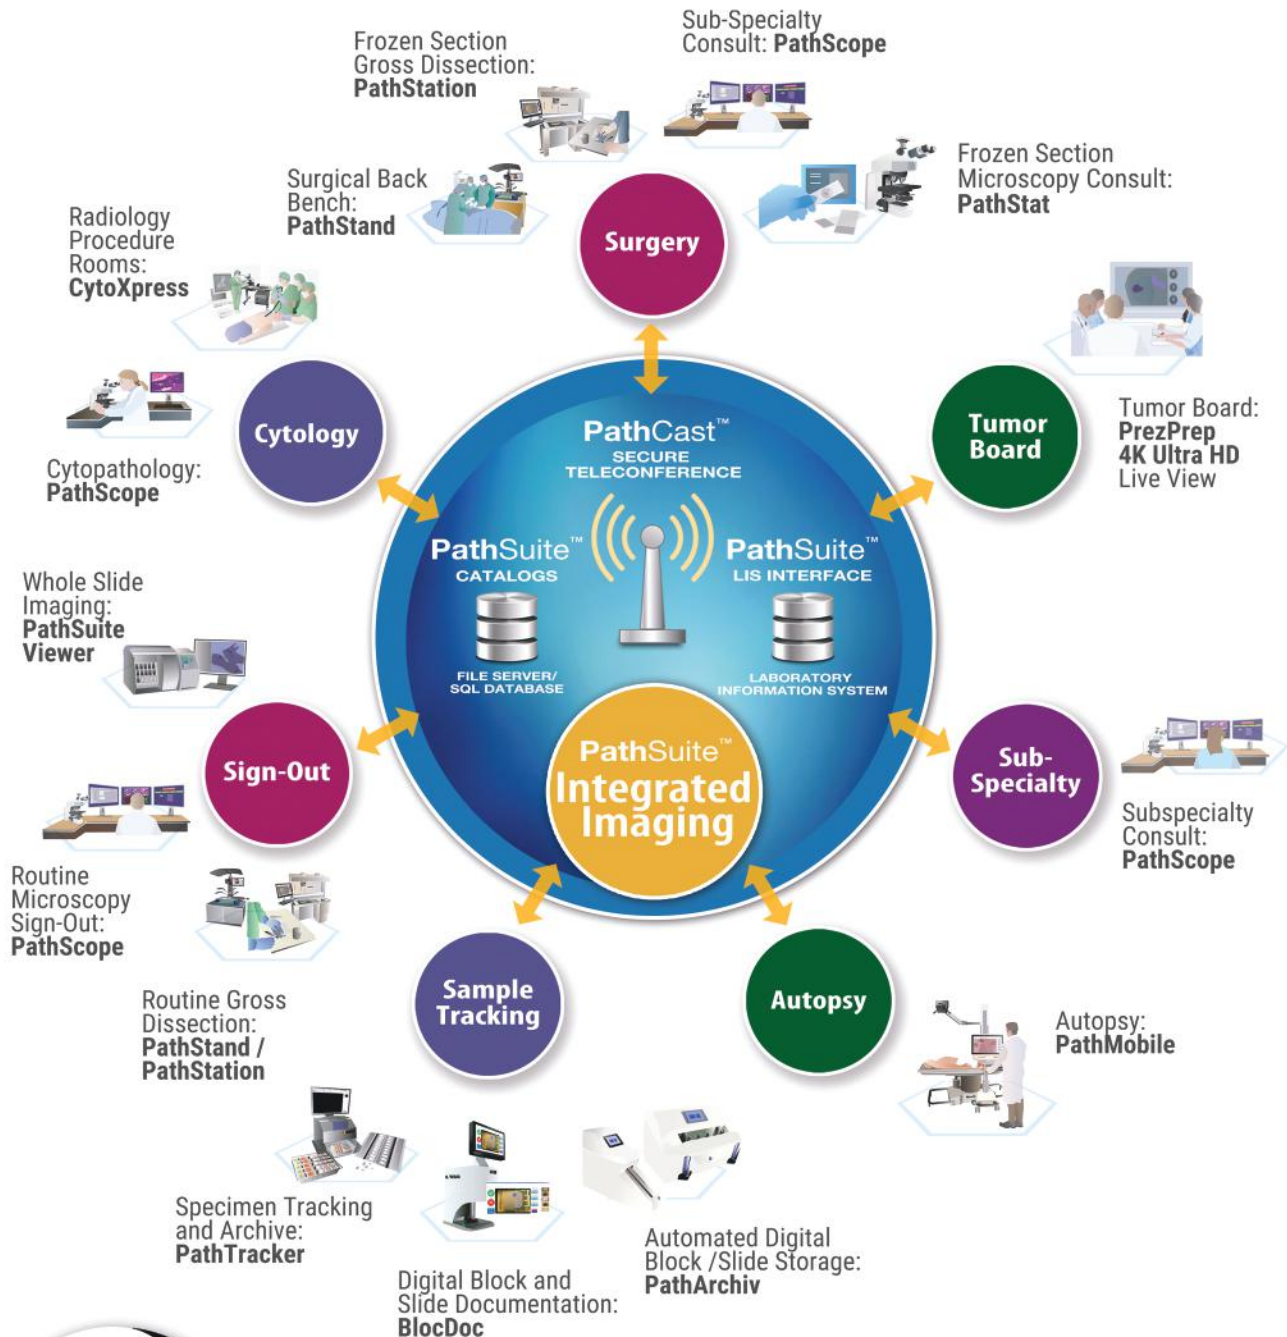 Sub-Specialty
Consult: PathScope
Frozen Section
Gross Dissection:
PathStation
Frozen Section
Microscopy Consult:
PathStat
Surgical Back
Bench:
PathStand
Radiology
Procedure
Rooms:
CytoXpress
Surgery
Cytology
Cytopathology:
PathScope
Tumor
Board
Tumor Board:
PrezPrep
4K Ultra HD
Live View
PathCast™
SECURE
TELECONFERENCE
PathSuite™
CATALOGS
FILE SERVER/
SQL DATABASE
PathSuite™
LIS INTERFACE
LABORATORY
INFORMATION SYSTEM
PathSuite™
Integrated
Imaging
Whole Slide
Imaging:
PathSuite
Viewer
Sign-Out
Routine
Microscopy
Sign-Out:
PathScope
Routine Gross
Dissection:
PathStand /
PathStation
Sub-
Specialty
Subspecialty
Consult:
PathScope
Sample
Tracking
Autopsy
Autopsy:
PathMobile
Specimen Tracking
and Archive:
PathTracker
Digital Block and
Slide Documentation:
BlocDoc
Automated Digital
Block /Slide Storage:
PathArchiv